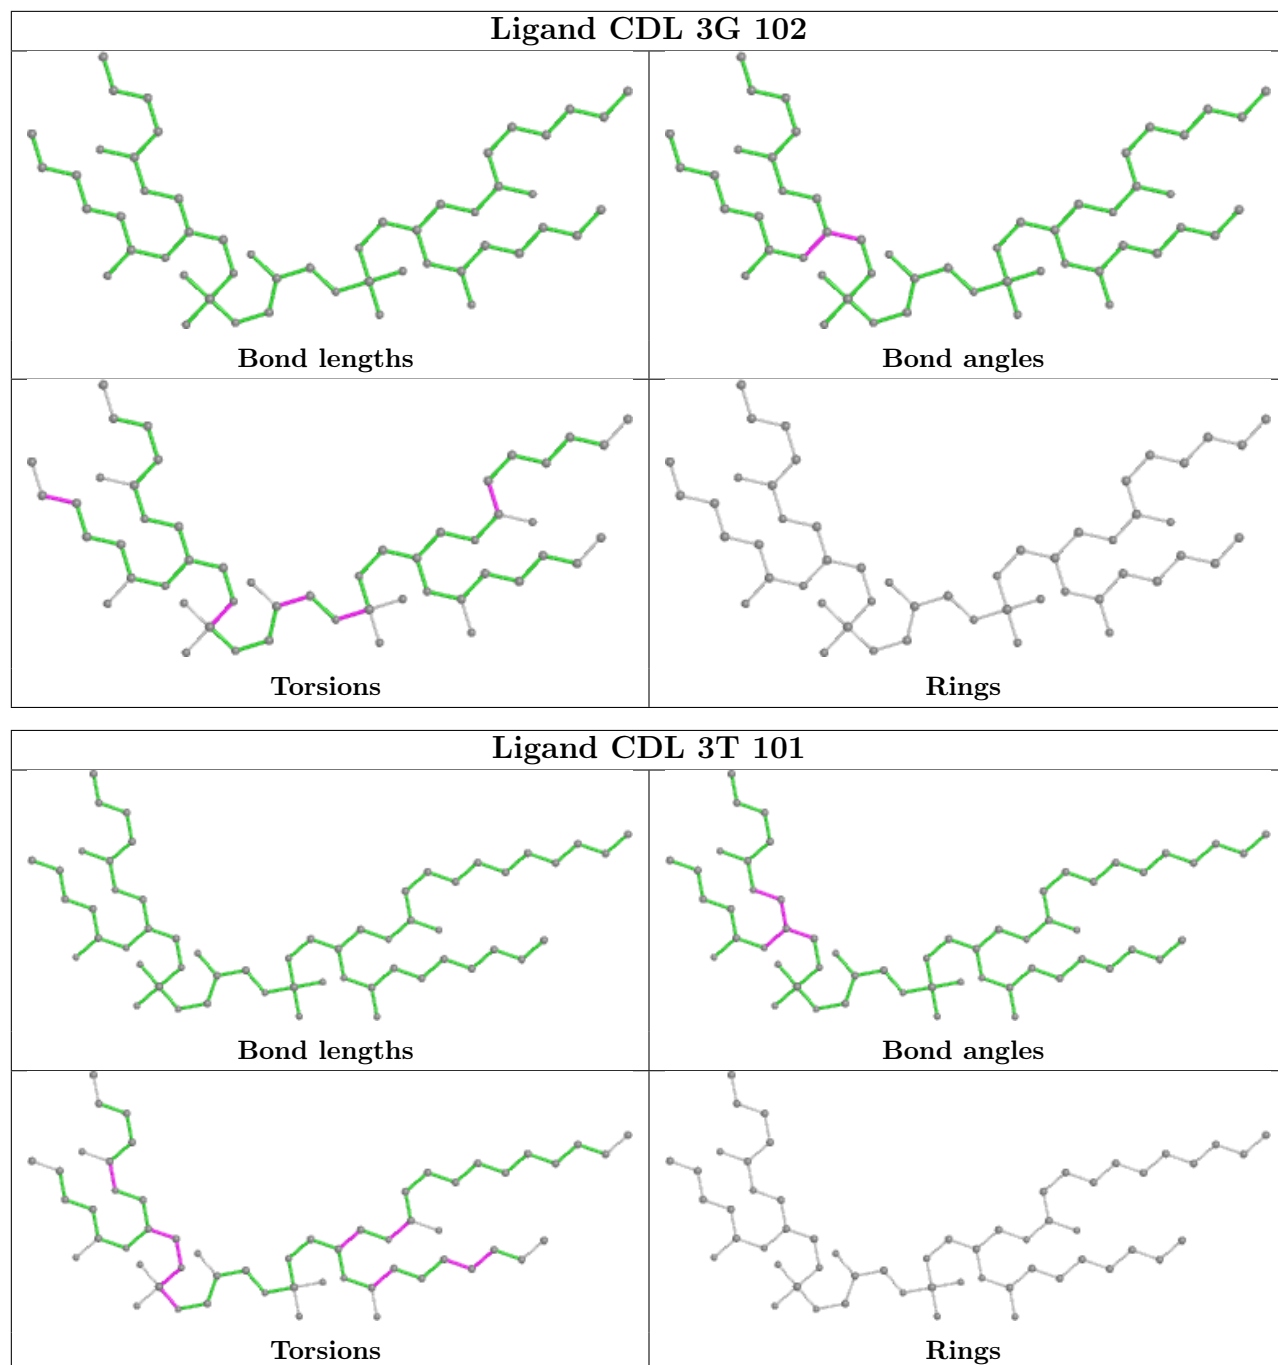 Ligand CDL 3G 102
Bond lengths
Bond angles
Torsions
Rings
Ligand CDL 3T 101
Bond lengths
Bond angles
Torsions
Rings